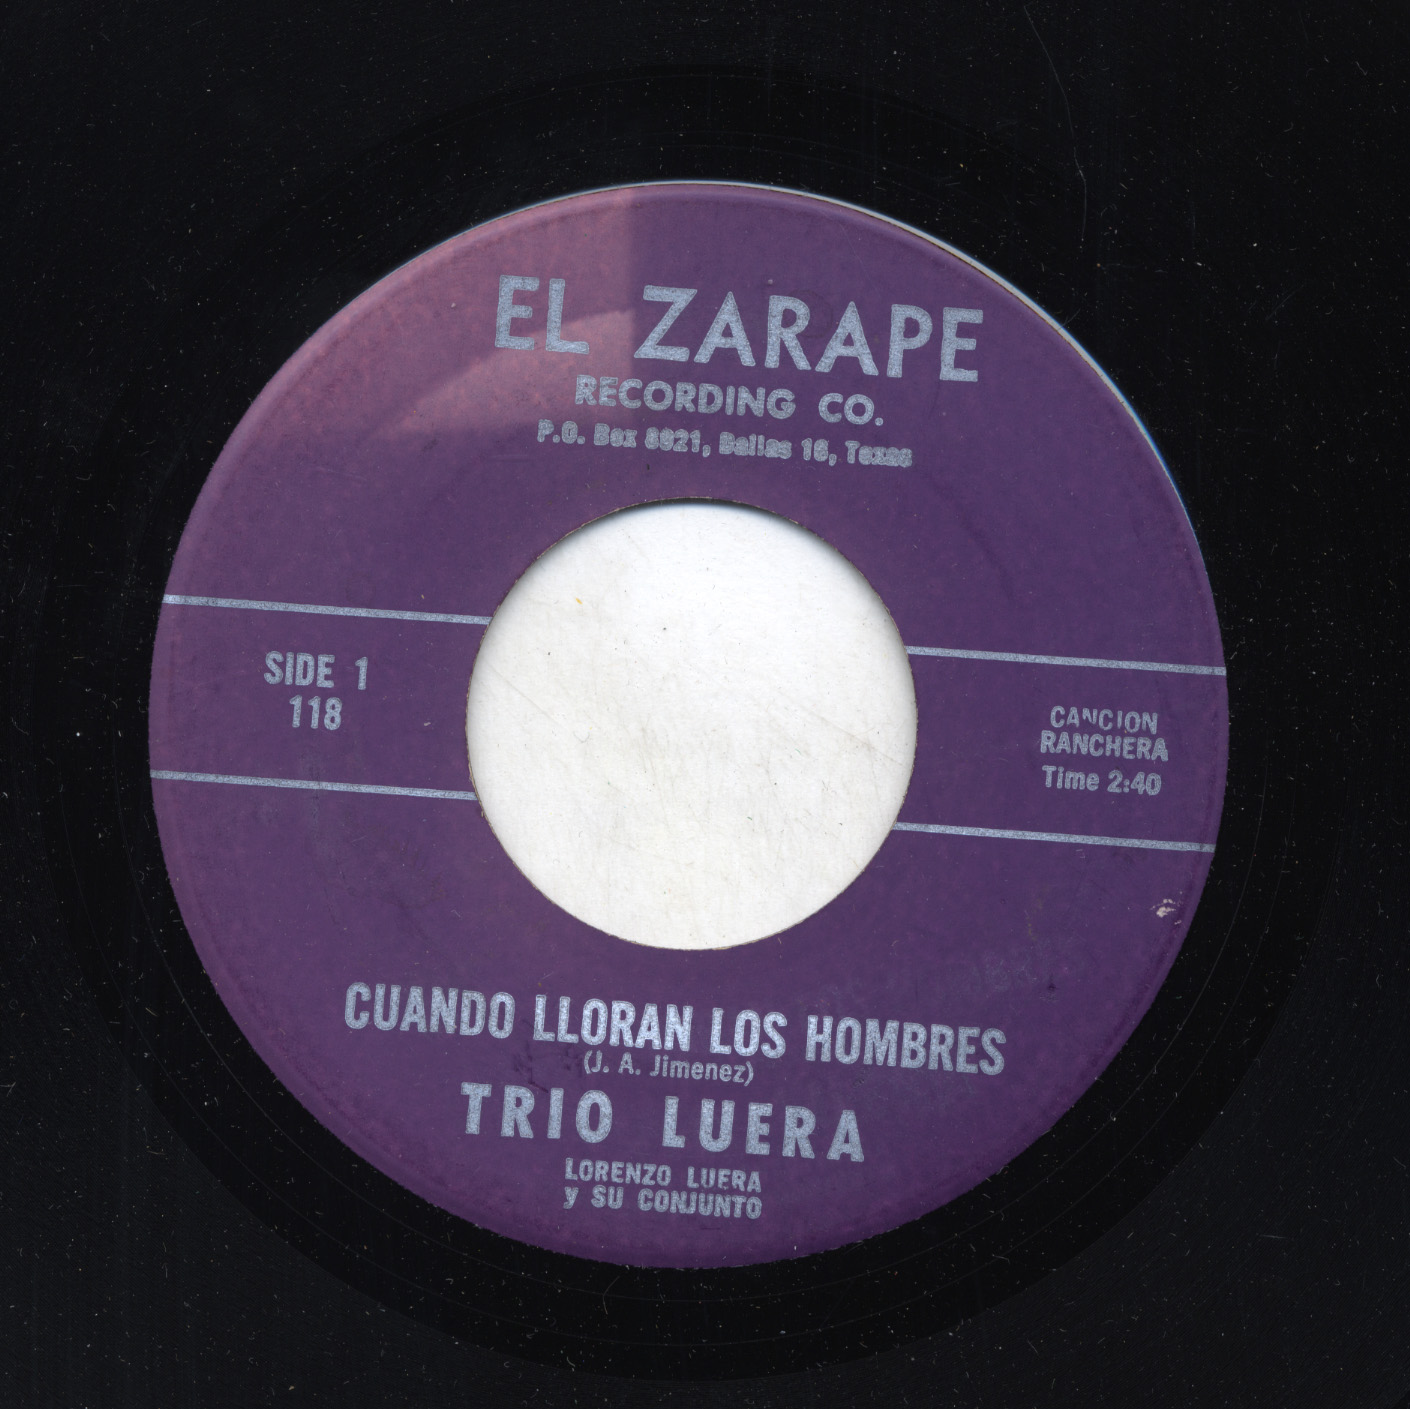 EL ZARAPE
RECORDING CO.
P.O. Box 8021, Dallas 16, Texas
SIDE 1
118
CANCION
RANCHERA
Time 2:40
CUANDO LLORAN LOS HOMBRES
(J. A. Jimenez)
TRIO LUERA
LORENZO LUERA
y SU CONJUNTO